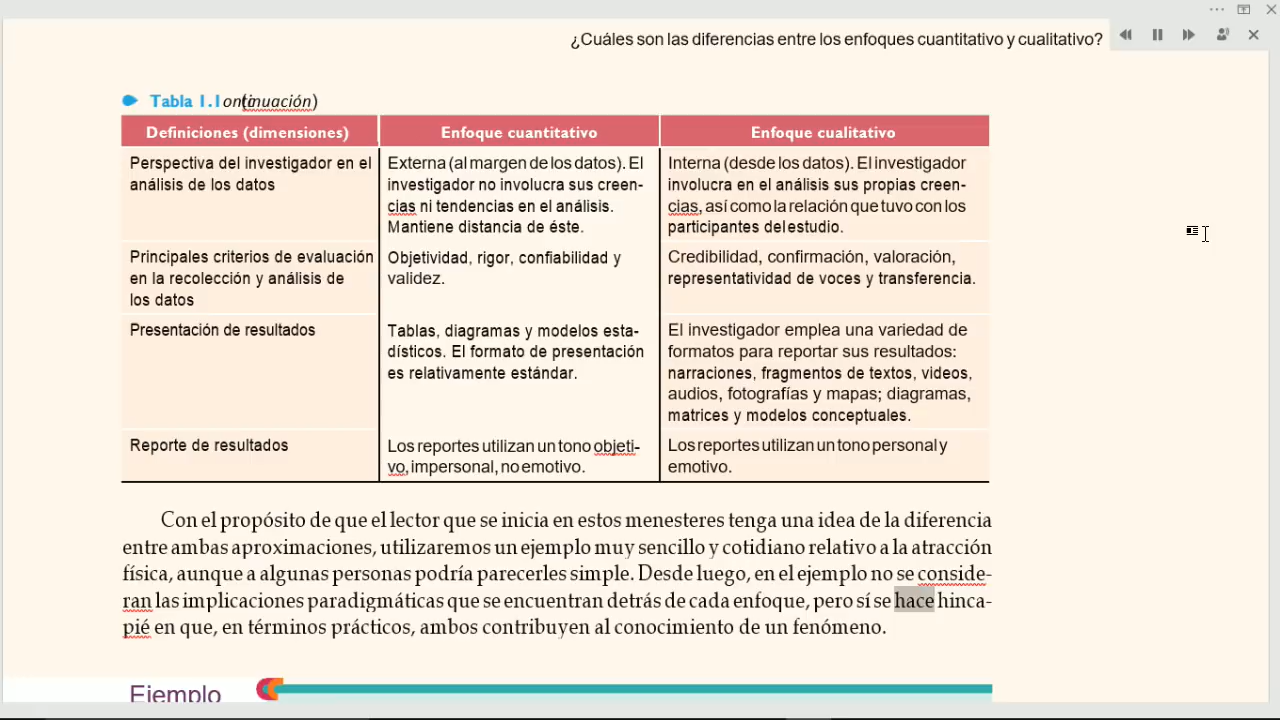 ¿Cuáles son las diferencias entre los enfoques cuantitativo y cualitativo?
Tabla 1.1 (continuación)
Definiciones (dimensiones) Enfoque cuantitativo Enfoque cualitativo
Perspectiva del investigador en el
análisis de los datos
Externa (al margen de los datos). El
investigador no involucra sus creen-
cias ni tendencias en el análisis.
Mantiene distancia de éste.
Interna (desde los datos). El investigador
involucra en el análisis sus propias creen-
cias, así como la relación que tuvo con los
participantes del estudio.
Principales criterios de evaluación
en la recolección y análisis de
los datos
Objetividad, rigor, confiabilidad y
validez.
Credibilidad, confirmación, valoración,
representatividad de voces y transferencia.
Presentación de resultados
Tablas, diagramas y modelos esta-
dísticos. El formato de presentación
es relativamente estándar.
El investigador emplea una variedad de
formatos para reportar sus resultados:
narraciones, fragmentos de textos, videos,
audios, fotografías y mapas; diagramas,
matrices y modelos conceptuales.
Reporte de resultados
Los reportes utilizan un tono objeti-
vo, impersonal, no emotivo.
Los reportes utilizan un tono personal y
emotivo.
Con el propósito de que el lector que se inicia en estos menesteres tenga una idea de la diferencia
entre ambas aproximaciones, utilizaremos un ejemplo muy sencillo y cotidiano relativo a la atracción
física, aunque a algunas personas podría parecerles simple. Desde luego, en el ejemplo no se conside-
ran las implicaciones paradigmáticas que se encuentran detrás de cada enfoque, pero sí se hace hinca-
pié en que, en términos prácticos, ambos contribuyen al conocimiento de un fenómeno.
Ejemplo